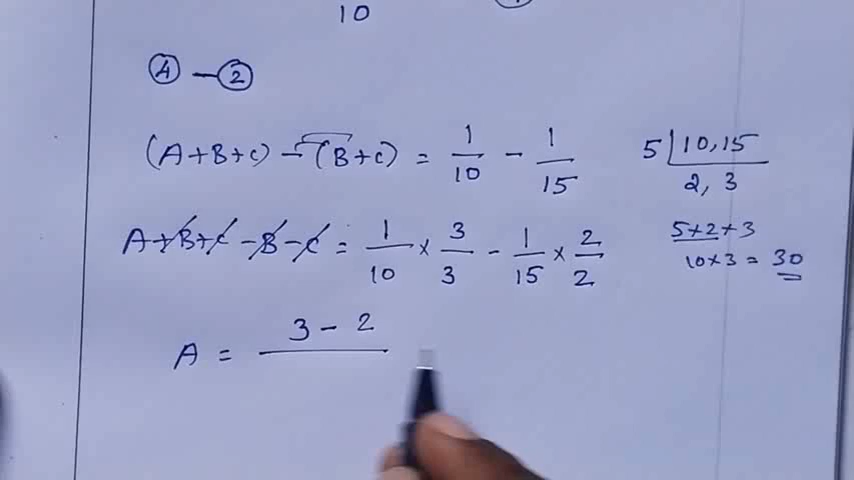 10
④ - ②
(A+B+C) - (B+C) = 1/10 - 1/15
5 | 10, 15
2, 3
A+B+C - B - C = 1/10 × 3/3 - 1/15 × 2/2
5×2×3
10×3 = 30
A = 3 - 2